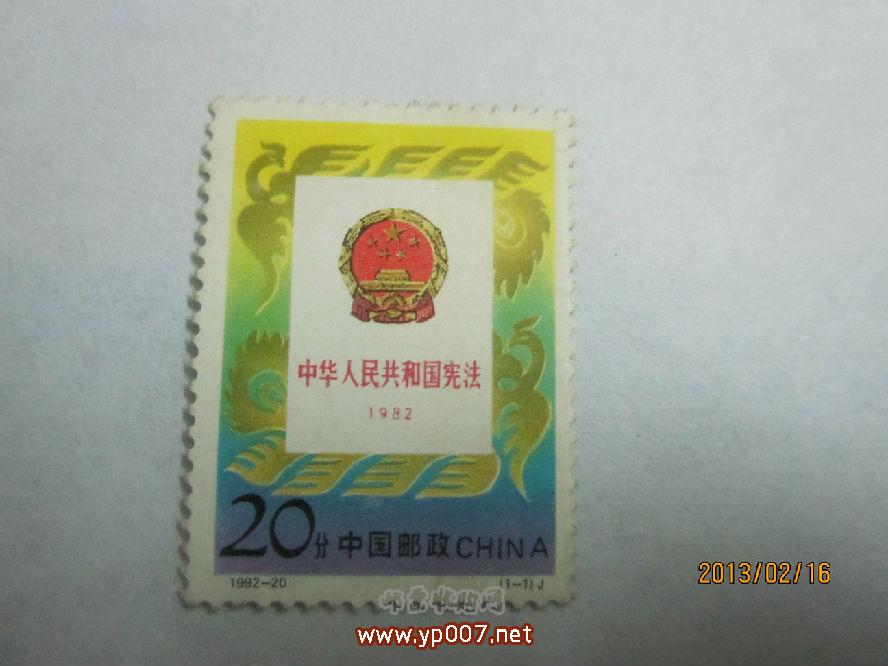 中华人民共和国宪法
1982
20分 中国邮政 CHINA
1992-20 (1-1)J
2013/02/16
www.yp007.net